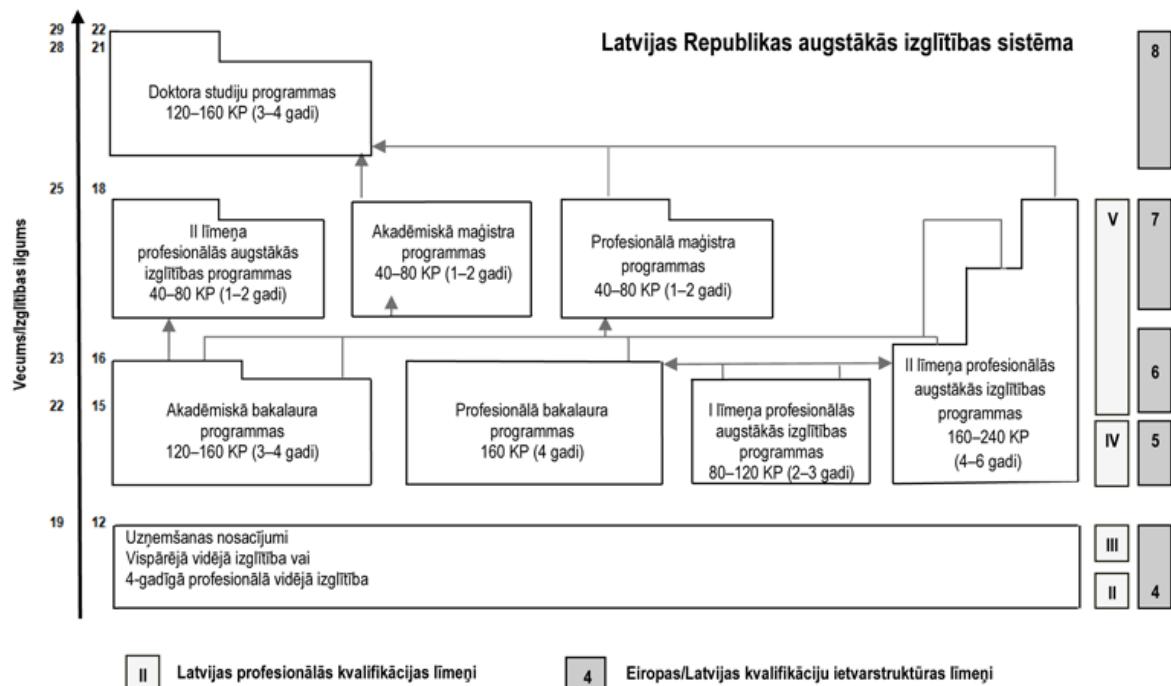 Latvijas Republikas augstākās izglītības sistēma
Vecums/Izglītības ilgums
29 22
28 21
Doktora studiju programmas
120–160 KP (3–4 gadi)
8
25 18
II līmeņa
profesionālās augstākās
izglītības programmas
40–80 KP (1–2 gadi)
Akadēmiskā maģistra
programmas
40–80 KP (1–2 gadi)
Profesionālā maģistra
programmas
40–80 KP (1–2 gadi)
V
7
23 16
22 15
Akadēmiskā bakalaura
programmas
120–160 KP (3–4 gadi)
Profesionālā bakalaura
programmas
160 KP (4 gadi)
I līmeņa profesionālās
augstākās izglītības
programmas
80–120 KP (2–3 gadi)
II līmeņa profesionālās
augstākās izglītības
programmas
160–240 KP
(4–6 gadi)
6
IV
5
19 12
Uzņemšanas nosacījumi
Vispārējā vidējā izglītība vai
4-gadīgā profesionālā vidējā izglītība
III
II
4
II Latvijas profesionālās kvalifikācijas līmeņi
4 Eiropas/Latvijas kvalifikāciju ietvarstruktūras līmeņi